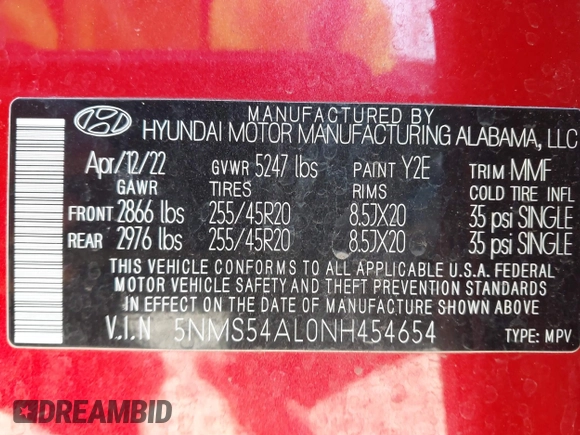 MANUFACTURED BY
HYUNDAI MOTOR MANUFACTURING ALABAMA, LLC
Apr/12/22 GVWR 5247 lbs PAINT Y2E TRIM MMF
GAWR TIRES RIMS COLD TIRE INFL
FRONT 2866 lbs 255/45R20 8.5JX20 35 psi SINGLE
REAR 2976 lbs 255/45R20 8.5JX20 35 psi SINGLE
THIS VEHICLE CONFORMS TO ALL APPLICABLE U.S.A. FEDERAL
MOTOR VEHICLE SAFETY AND THEFT PREVENTION STANDARDS
IN EFFECT ON THE DATE OF MANUFACTURE SHOWN ABOVE.
V.I.N 5NMS54AL0NH454654 TYPE: MPV
DREAMBID